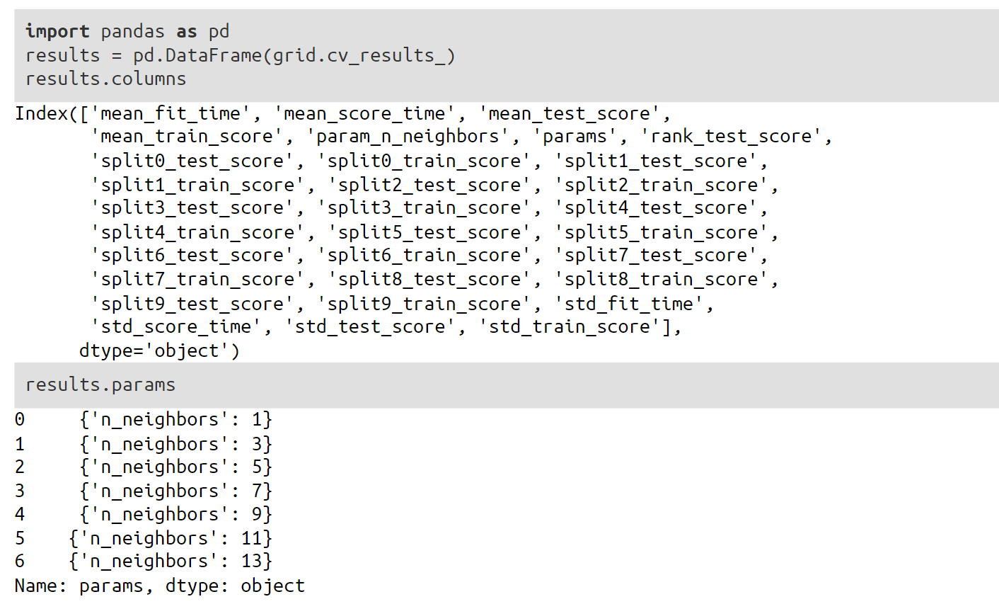 import pandas as pd
results = pd.DataFrame(grid.cv_results_)
results.columns
Index(['mean_fit_time', 'mean_score_time', 'mean_test_score',
       'mean_train_score', 'param_n_neighbors', 'params', 'rank_test_score',
       'split0_test_score', 'split0_train_score', 'split1_test_score',
       'split1_train_score', 'split2_test_score', 'split2_train_score',
       'split3_test_score', 'split3_train_score', 'split4_test_score',
       'split4_train_score', 'split5_test_score', 'split5_train_score',
       'split6_test_score', 'split6_train_score', 'split7_test_score',
       'split7_train_score', 'split8_test_score', 'split8_train_score',
       'split9_test_score', 'split9_train_score', 'std_fit_time',
       'std_score_time', 'std_test_score', 'std_train_score'],
      dtype='object')
results.params
0     {'n_neighbors': 1}
1     {'n_neighbors': 3}
2     {'n_neighbors': 5}
3     {'n_neighbors': 7}
4     {'n_neighbors': 9}
5    {'n_neighbors': 11}
6    {'n_neighbors': 13}
Name: params, dtype: object